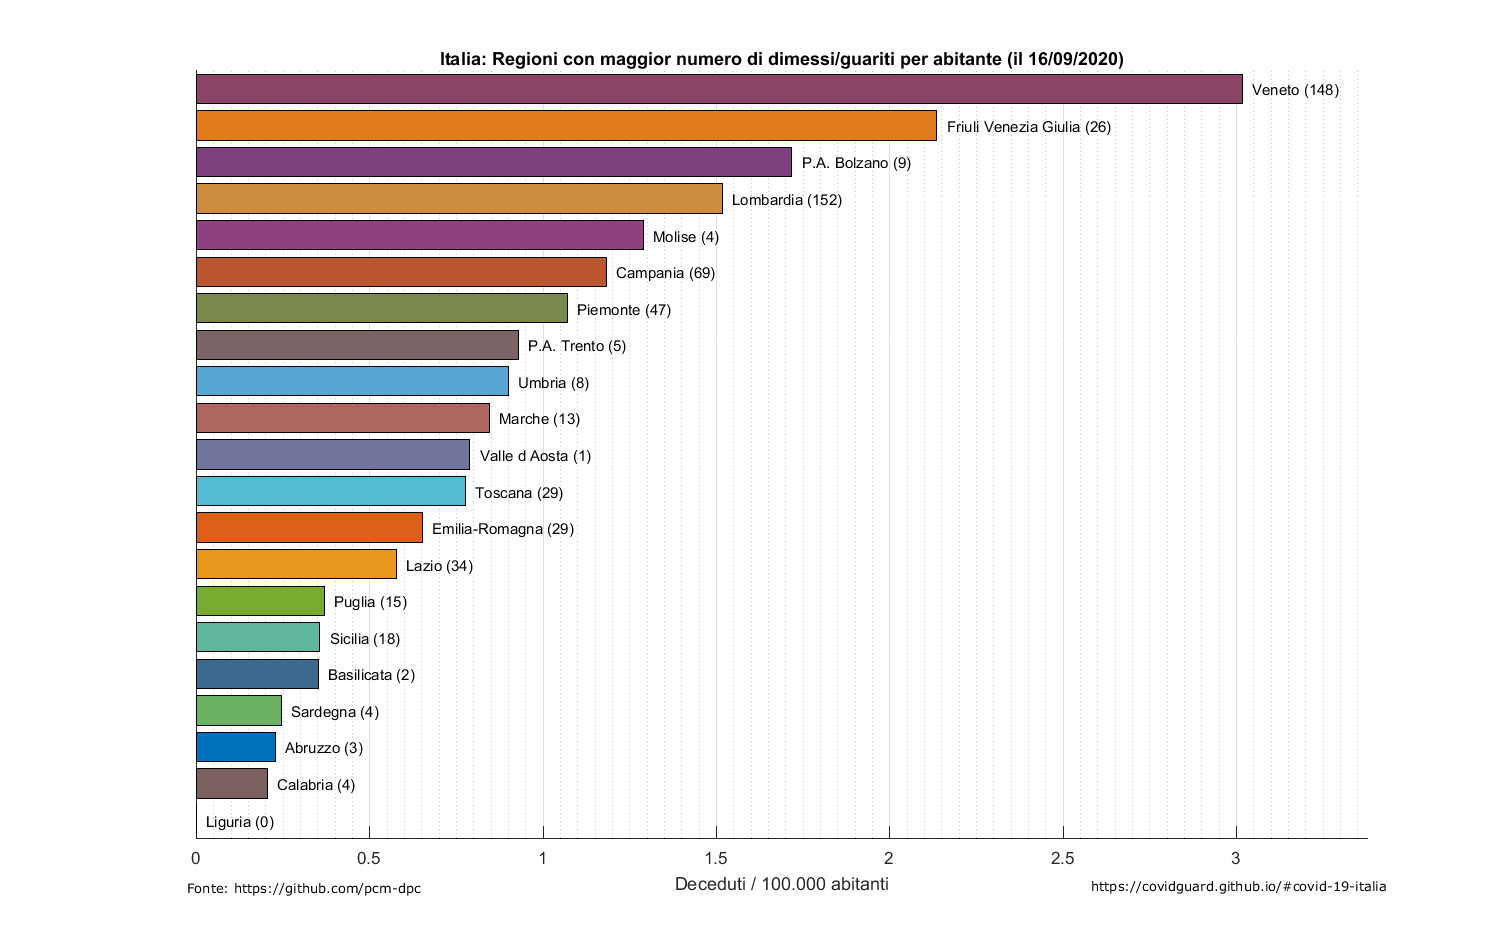 Italia: Regioni con maggior numero di dimessi/guariti per abitante (il 16/09/2020)
Veneto (148)
Friuli Venezia Giulia (26)
P.A. Bolzano (9)
Lombardia (152)
Molise (4)
Campania (69)
Piemonte (47)
P.A. Trento (5)
Umbria (8)
Marche (13)
Valle d Aosta (1)
Toscana (29)
Emilia-Romagna (29)
Lazio (34)
Puglia (15)
Sicilia (18)
Basilicata (2)
Sardegna (4)
Abruzzo (3)
Calabria (4)
Liguria (0)
0 0.5 1 1.5 2 2.5 3
Deceduti / 100.000 abitanti
Fonte: https://github.com/pcm-dpc
https://covidguard.github.io/#covid-19-italia